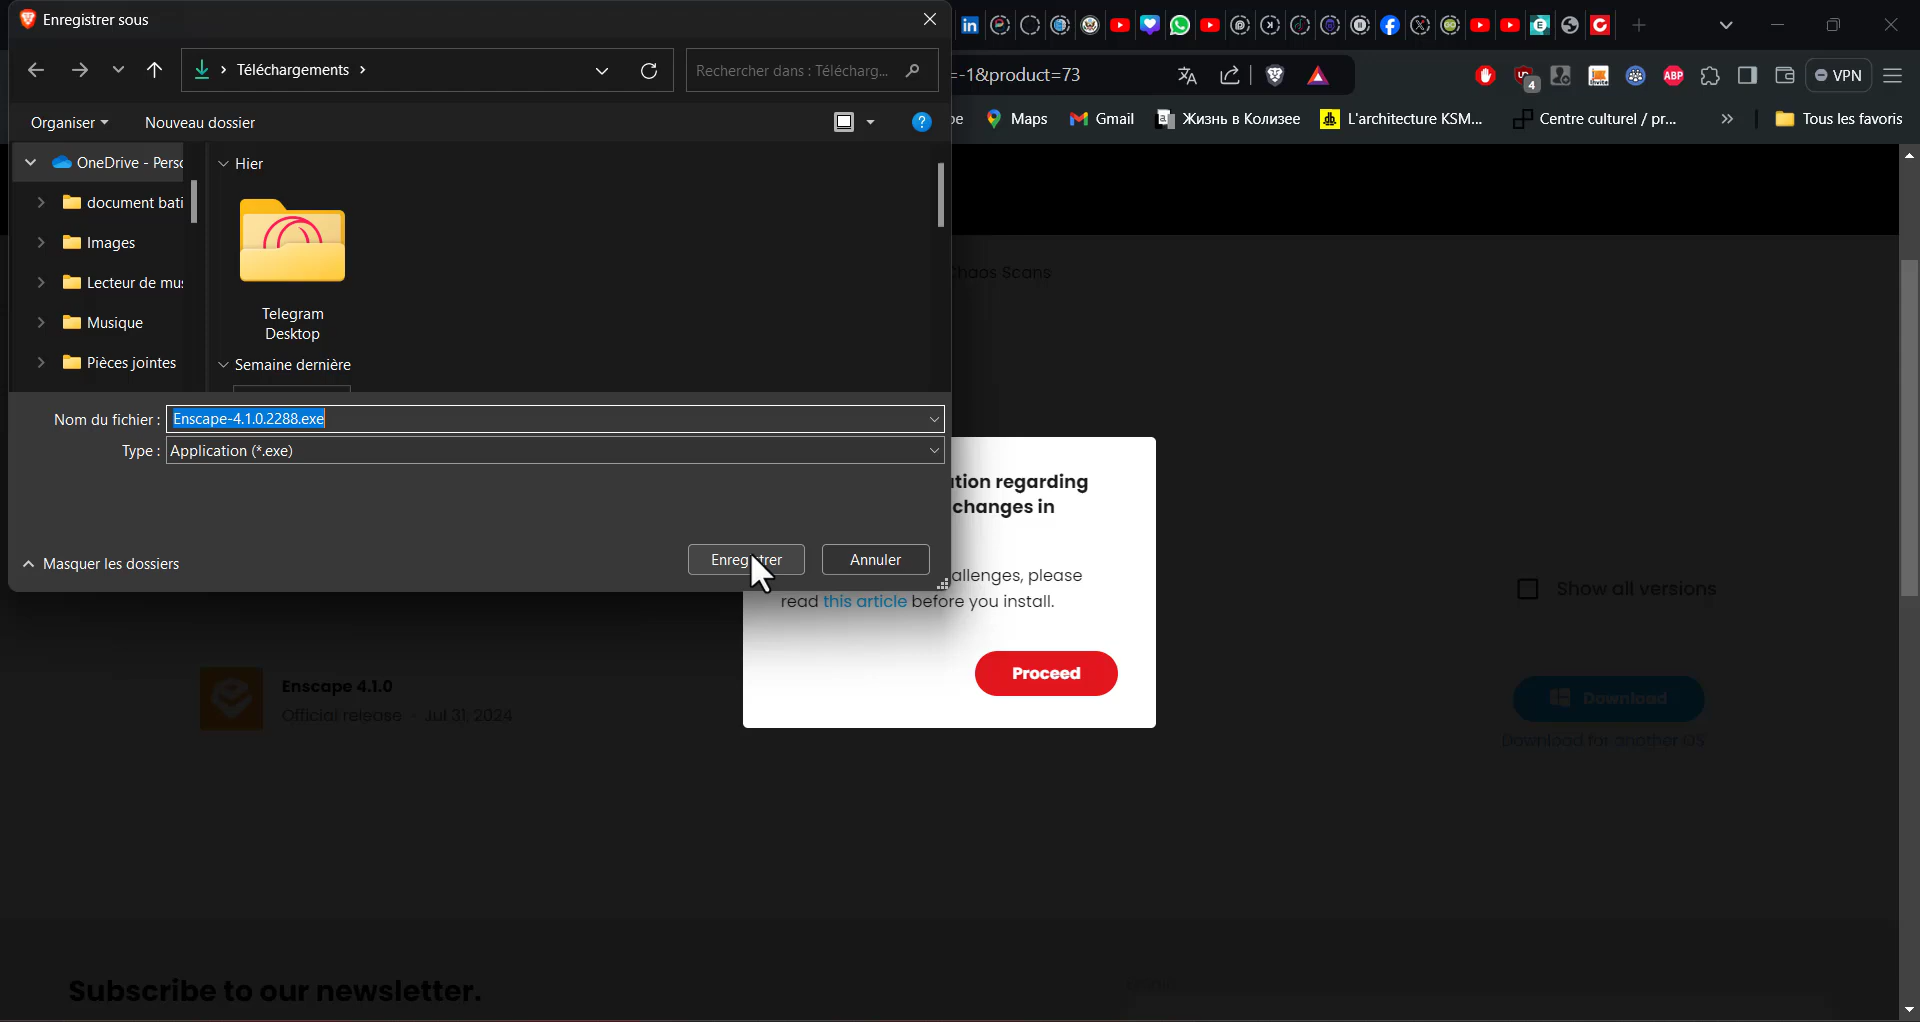 Enregistrer sous
Téléchargements
Rechercher dans : Télécharg...
=-1&product=73
4
ABP
VPN
Organiser
Nouveau dossier
Maps
Gmail
Жизнь в Колизее
L'architecture KSM...
Centre culturel / pr...
Tous les favoris
OneDrive - Perso
document bati
Images
Lecteur de mus
Musique
Pièces jointes
Hier
Telegram
Desktop
Semaine dernière
Chaos Scans
Nom du fichier :
Enscape-4.1.0.2288.exe
Type :
Application (*.exe)
Masquer les dossiers
Enregistrer
Annuler
tion regarding
changes in
allenges, please
read this article before you install.
Proceed
Show all versions
Enscape 4.1.0
Official release · Jul 31, 2024
Download
Download for another OS
Subscribe to our newsletter.